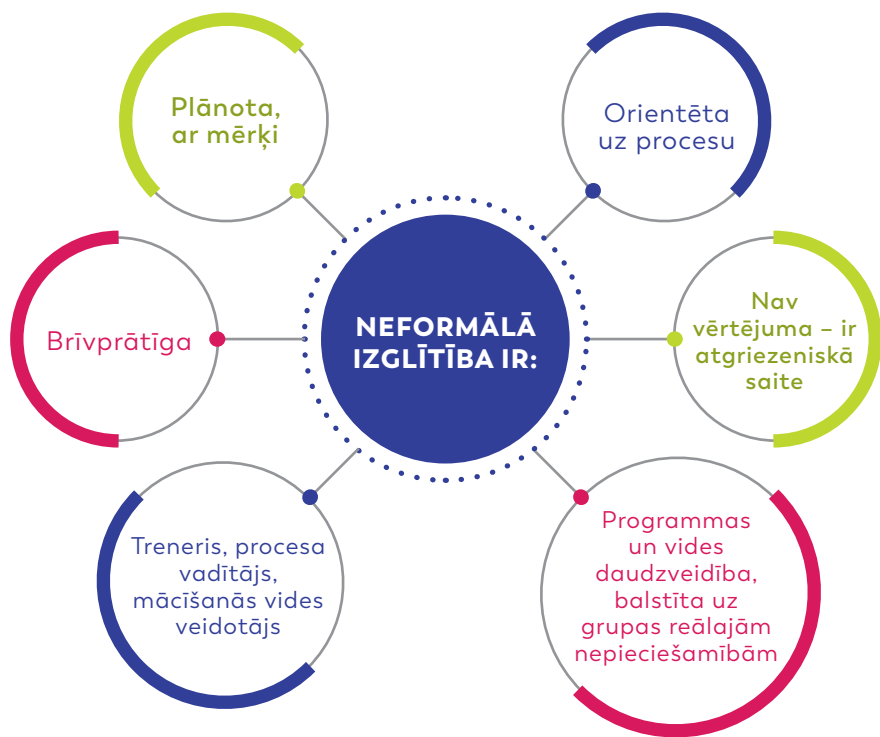 Plānota,
ar mērķi
Orientēta
uz procesu
Brīvprātīga
NEFORMĀLĀ
IZGLĪTĪBA IR:
Nav
vērtējuma – ir
atgriezeniskā
saite
Treneris, procesa
vadītājs,
mācīšanās vides
veidotājs
Programmas
un vides
daudzveidība,
balstīta uz
grupas reālajām
nepieciešamībām